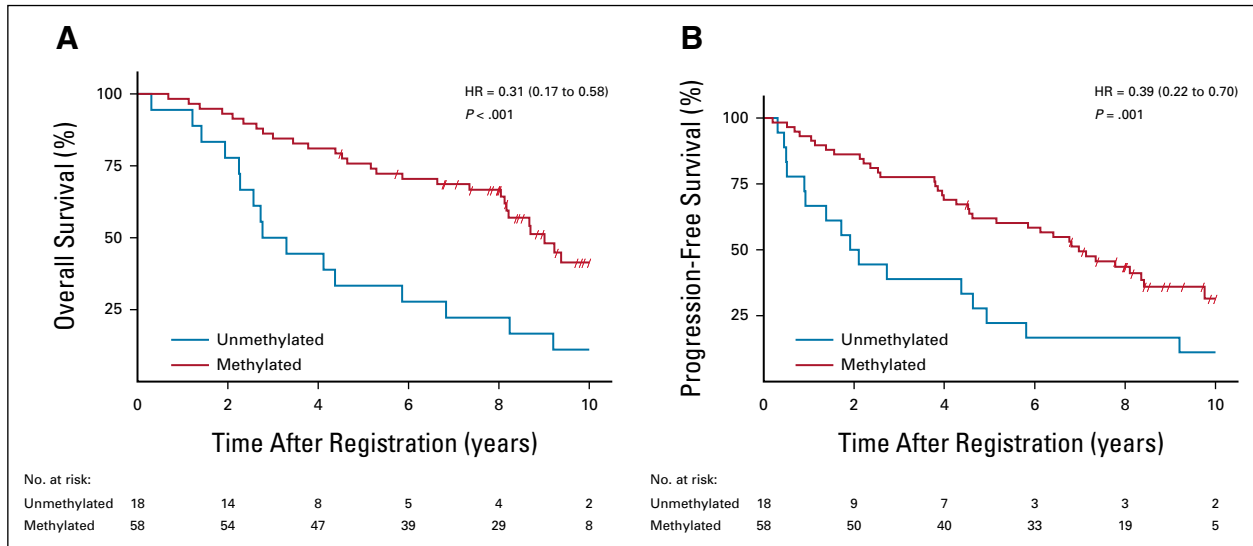 A
HR = 0.31 (0.17 to 0.58)
P < .001
Overall Survival (%)
100
75
50
25
Unmethylated
Methylated
0 2 4 6 8 10
Time After Registration (years)
No. at risk:
Unmethylated 18 14 8 5 4 2
Methylated 58 54 47 39 29 8
B
HR = 0.39 (0.22 to 0.70)
P = .001
Progression-Free Survival (%)
100
75
50
25
Unmethylated
Methylated
0 2 4 6 8 10
Time After Registration (years)
No. at risk:
Unmethylated 18 9 7 3 3 2
Methylated 58 50 40 33 19 5